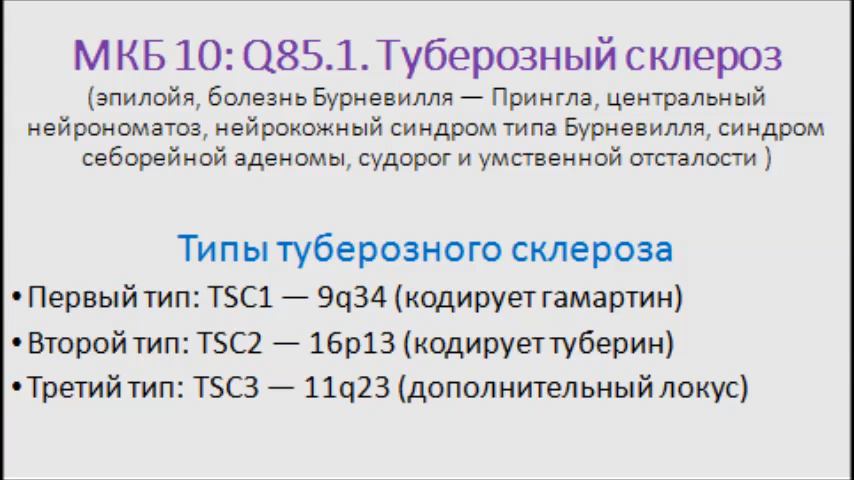 МКБ 10: Q85.1. Туберозный склероз
(эпилойя, болезнь Бурневилля — Прингла, центральный
нейрономатоз, нейрокожный синдром типа Бурневилля, синдром
себорейной аденомы, судорог и умственной отсталости )
Типы туберозного склероза
•Первый тип: TSC1 — 9q34 (кодирует гамартин)
•Второй тип: TSC2 — 16p13 (кодирует туберин)
•Третий тип: TSC3 — 11q23 (дополнительный локус)